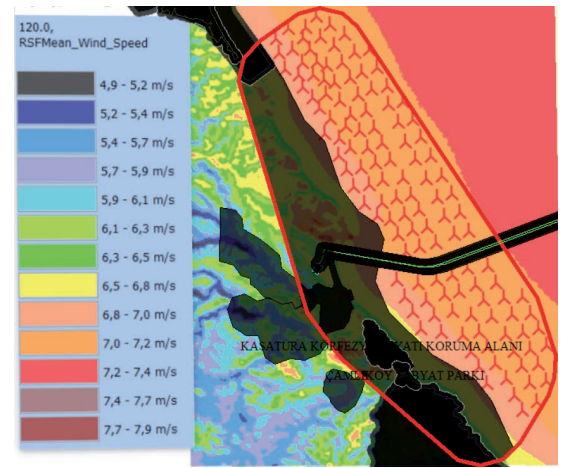 120.0,
RSFMean_Wind_Speed
4,9 - 5,2 m/s
5,2 - 5,4 m/s
5,4 - 5,7 m/s
5,7 - 5,9 m/s
5,9 - 6,1 m/s
6,1 - 6,3 m/s
6,3 - 6,5 m/s
6,5 - 6,8 m/s
6,8 - 7,0 m/s
7,0 - 7,2 m/s
7,2 - 7,4 m/s
7,4 - 7,7 m/s
7,7 - 7,9 m/s
KASATURA KÖRFEZY KORUMA ALANI
PARKI